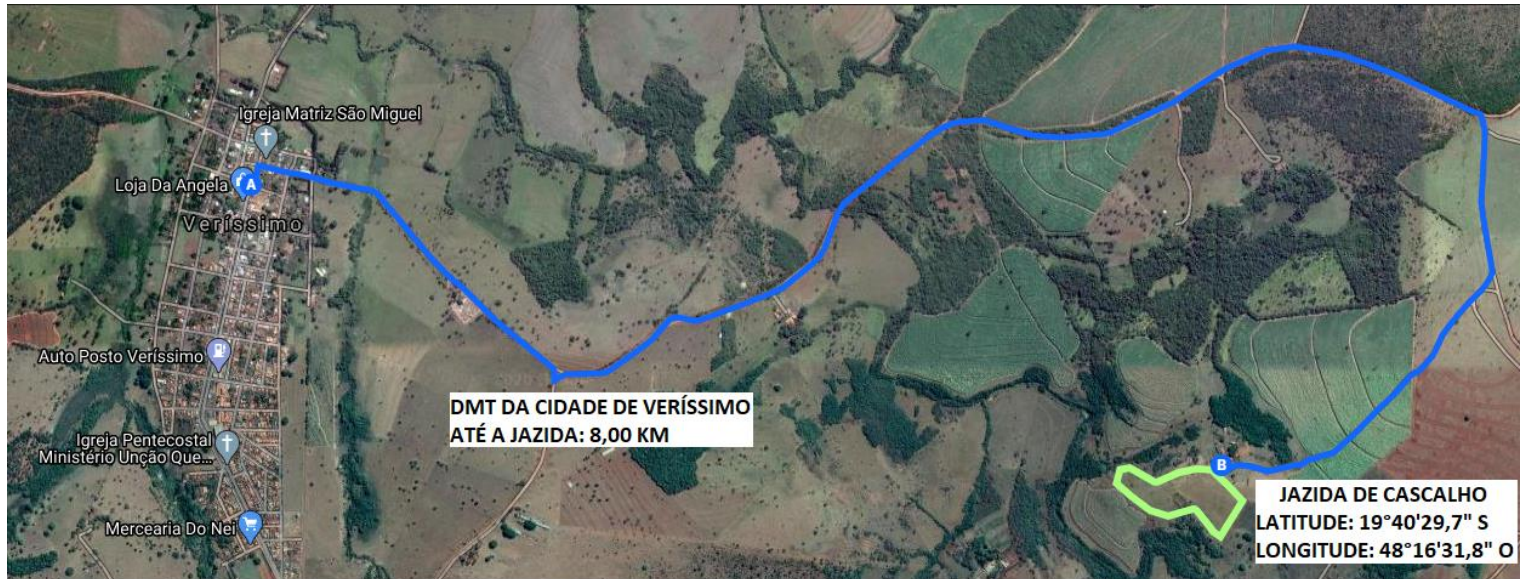 Igreja Matriz São Miguel
Loja Da Angela
A
Veríssimo
Auto Posto Veríssimo
DMT DA CIDADE DE VERÍSSIMO
ATÉ A JAZIDA: 8,00 KM
Igreja Pentecostal
Ministério Unção Que...
B
Mercearia Do Nei
JAZIDA DE CASCALHO
LATITUDE: 19°40'29,7" S
LONGITUDE: 48°16'31,8" O